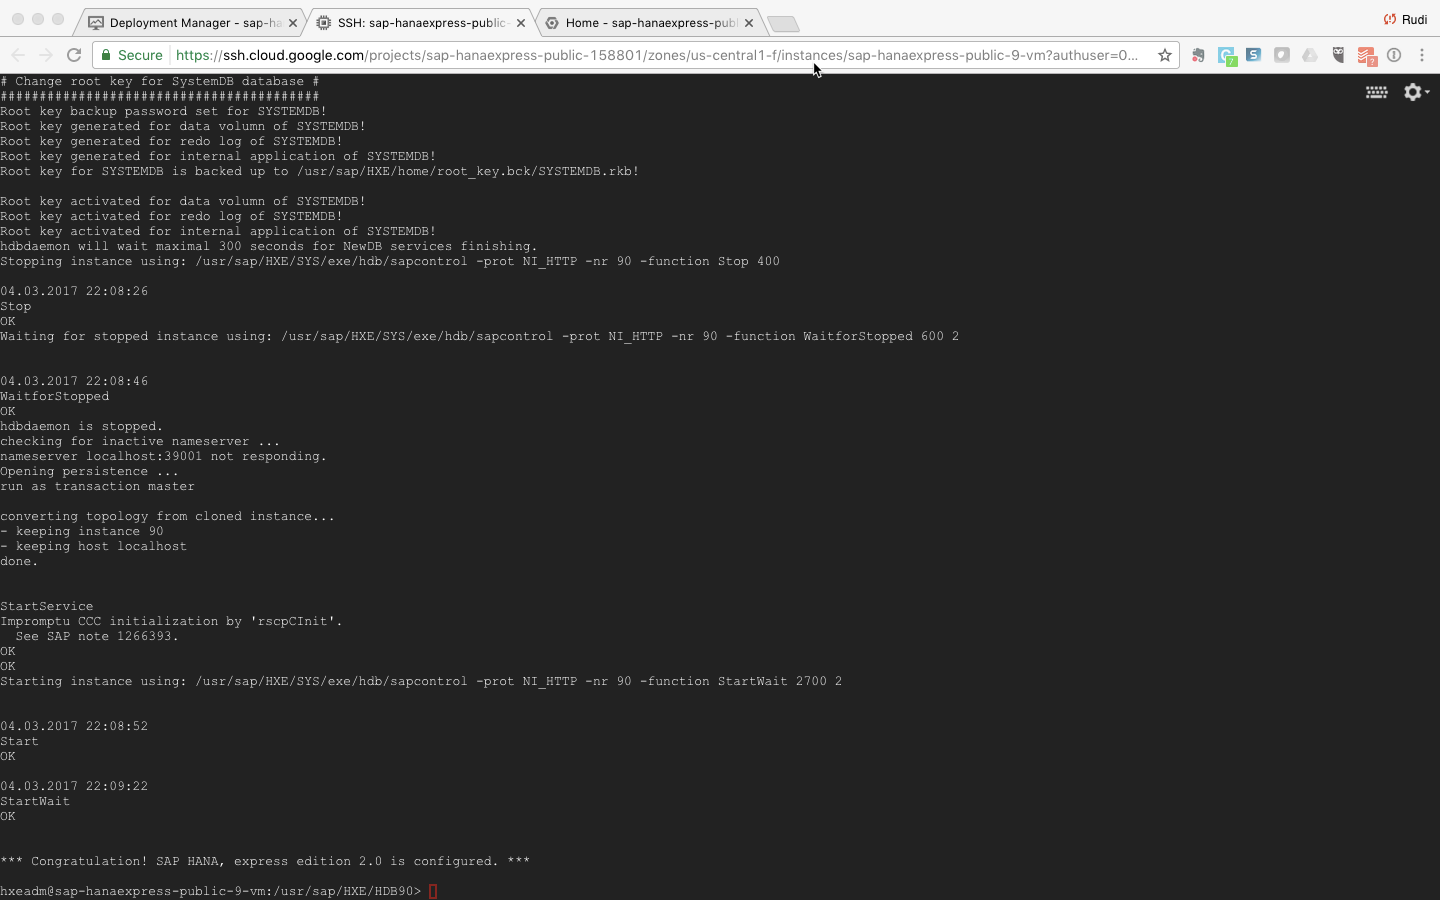 Deployment Manager - sap-ha
SSH: sap-hanaexpress-public-
Home - sap-hanaexpress-publ
Rudi
Secure https://ssh.cloud.google.com/projects/sap-hanaexpress-public-158801/zones/us-central1-f/instances/sap-hanaexpress-public-9-vm?authuser=0...
# Change root key for SystemDB database #
#########################################
Root key backup password set for SYSTEMDB!
Root key generated for data volumn of SYSTEMDB!
Root key generated for redo log of SYSTEMDB!
Root key generated for internal application of SYSTEMDB!
Root key for SYSTEMDB is backed up to /usr/sap/HXE/home/root_key.bck/SYSTEMDB.rkb!
Root key activated for data volumn of SYSTEMDB!
Root key activated for redo log of SYSTEMDB!
Root key activated for internal application of SYSTEMDB!
hdbdaemon will wait maximal 300 seconds for NewDB services finishing.
Stopping instance using: /usr/sap/HXE/SYS/exe/hdb/sapcontrol -prot NI_HTTP -nr 90 -function Stop 400
04.03.2017 22:08:26
Stop
OK
Waiting for stopped instance using: /usr/sap/HXE/SYS/exe/hdb/sapcontrol -prot NI_HTTP -nr 90 -function WaitforStopped 600 2
04.03.2017 22:08:46
WaitforStopped
OK
hdbdaemon is stopped.
checking for inactive nameserver ...
nameserver localhost:39001 not responding.
Opening persistence ...
run as transaction master
converting topology from cloned instance...
- keeping instance 90
- keeping host localhost
done.
StartService
Impromptu CCC initialization by 'rscpCInit'.
See SAP note 1266393.
OK
OK
Starting instance using: /usr/sap/HXE/SYS/exe/hdb/sapcontrol -prot NI_HTTP -nr 90 -function StartWait 2700 2
04.03.2017 22:08:52
Start
OK
04.03.2017 22:09:22
StartWait
OK
*** Congratulation! SAP HANA, express edition 2.0 is configured. ***
hxeadm@sap-hanaexpress-public-9-vm:/usr/sap/HXE/HDB90>